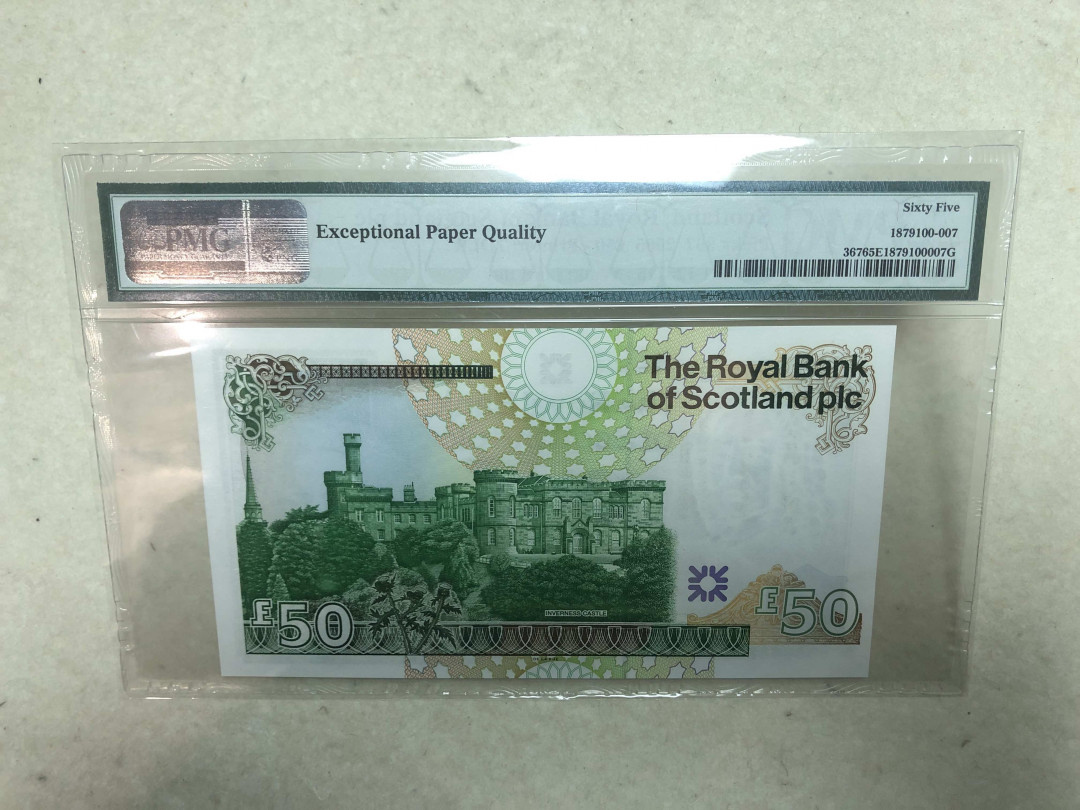 PMG
Exceptional Paper Quality
Sixty Five
1879100-007
36765E1879100007G
The Royal Bank
of Scotland plc
INVERNESS CASTLE
£50
£50